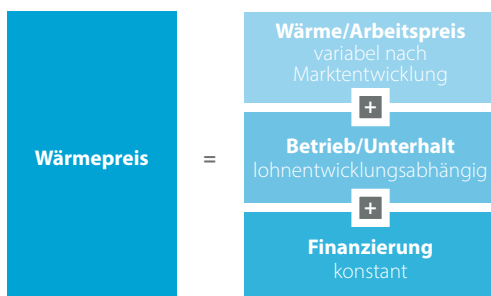 Wärmepreis
=
Wärme/Arbeitspreis
variabel nach
Marktentwicklung
+
Betrieb/Unterhalt
lohnentwicklungsabhängig
+
Finanzierung
konstant